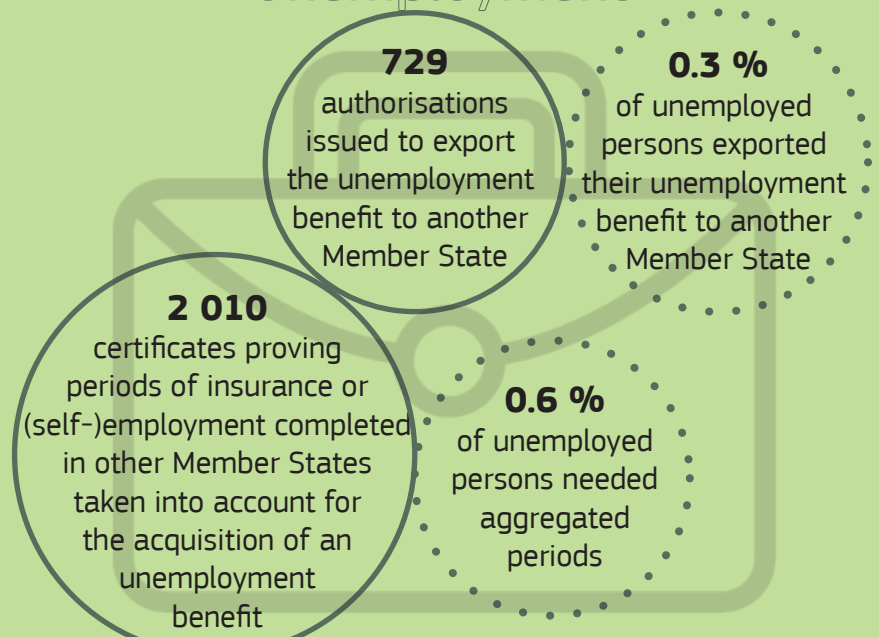 729
authorisations
issued to export
the unemployment
benefit to another
Member State
0.3 %
of unemployed
persons exported
their unemployment
benefit to another
Member State
2 010
certificates proving
periods of insurance or
(self-)employment completed
in other Member States
taken into account for
the acquisition of an
unemployment
benefit
0.6 %
of unemployed
persons needed
aggregated
periods